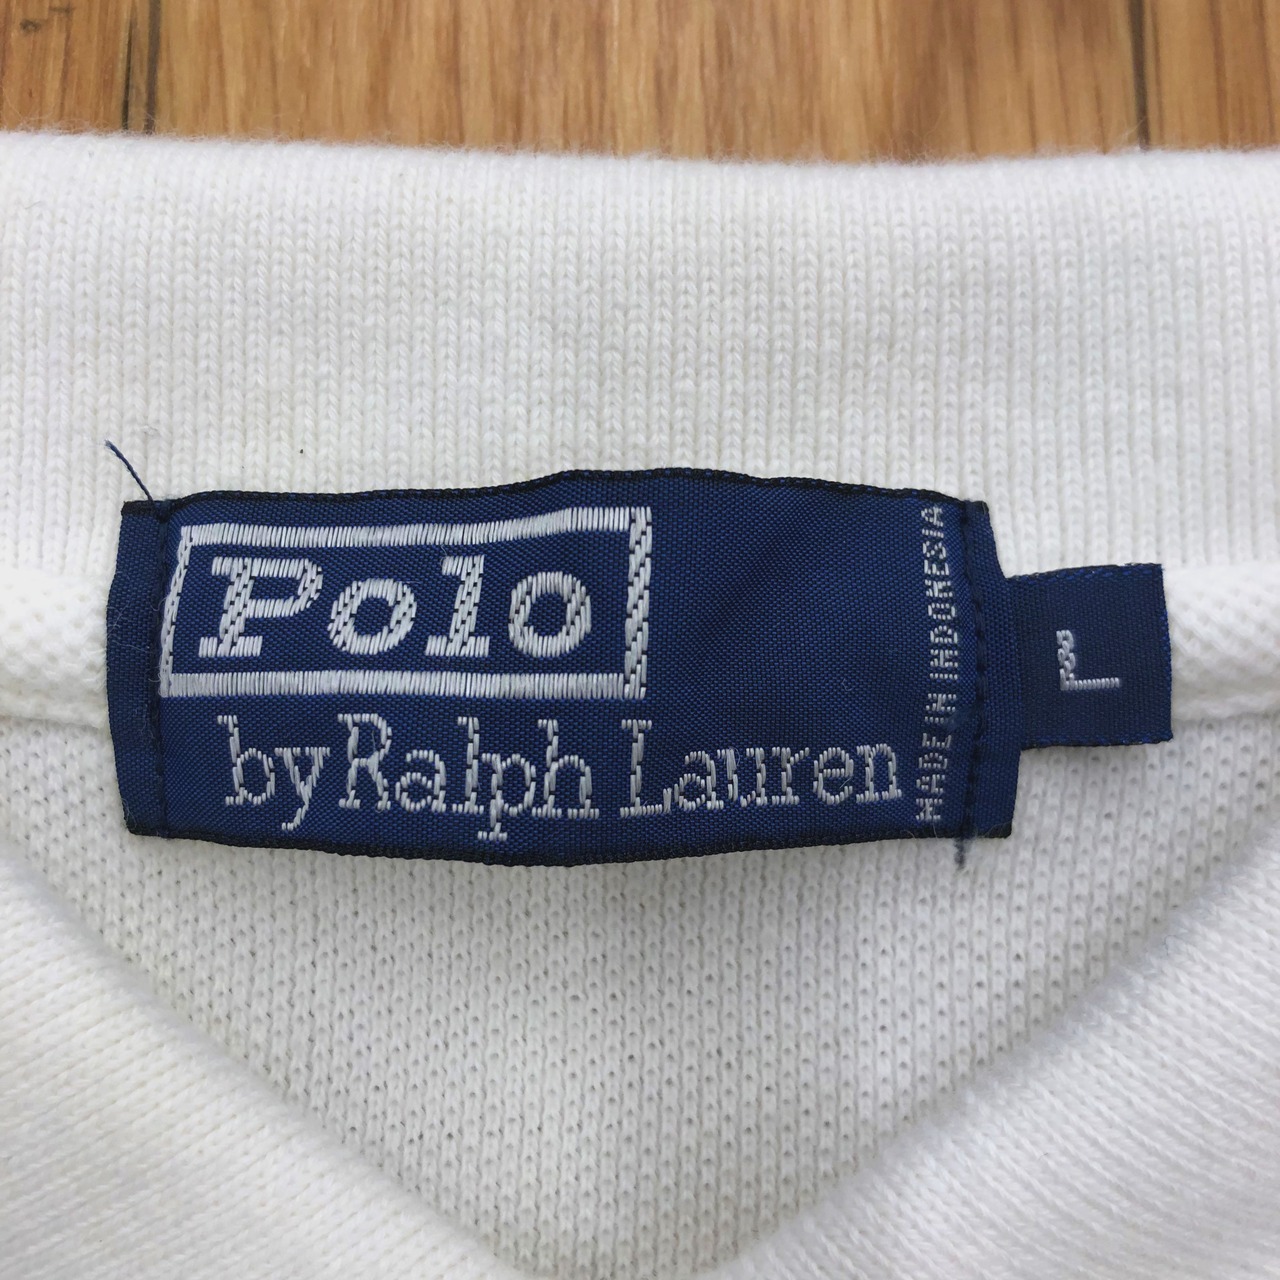 Polo
by Ralph Lauren
MADE IN INDONESIA
L